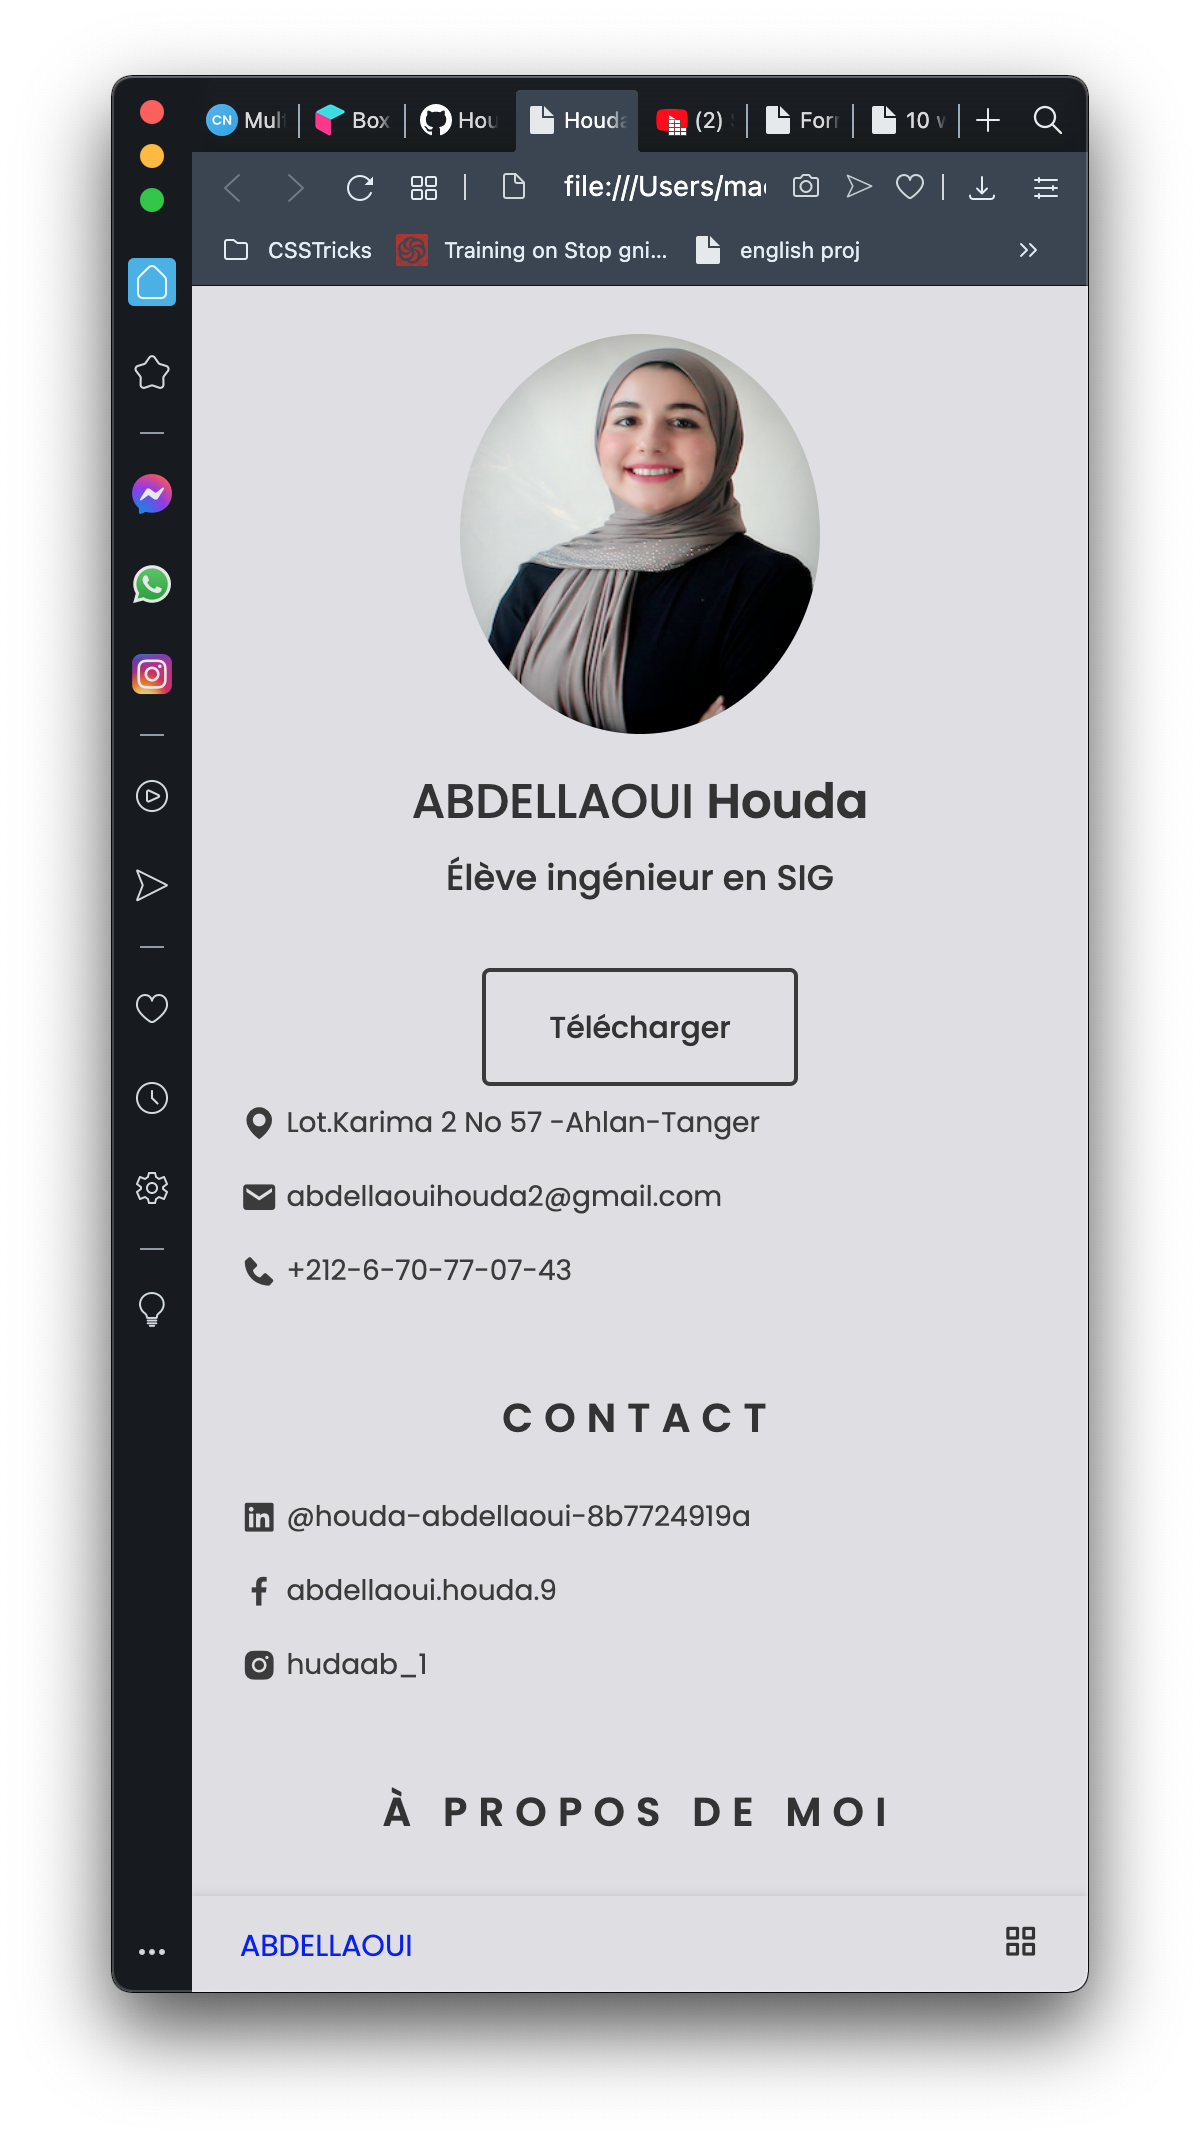 CN Mul
Box
Hou
Houda
(2)
For
10
file:///Users/ma
CSSTricks
Training on Stop gni...
english proj
ABDELLAOUI Houda
Élève ingénieur en SIG
Télécharger
Lot.Karima 2 No 57 -Ahlan-Tanger
abdellaouihouda2@gmail.com
+212-6-70-77-07-43
CONTACT
in @houda-abdellaoui-8b7724919a
abdellaoui.houda.9
hudaab_1
À PROPOS DE MOI
ABDELLAOUI